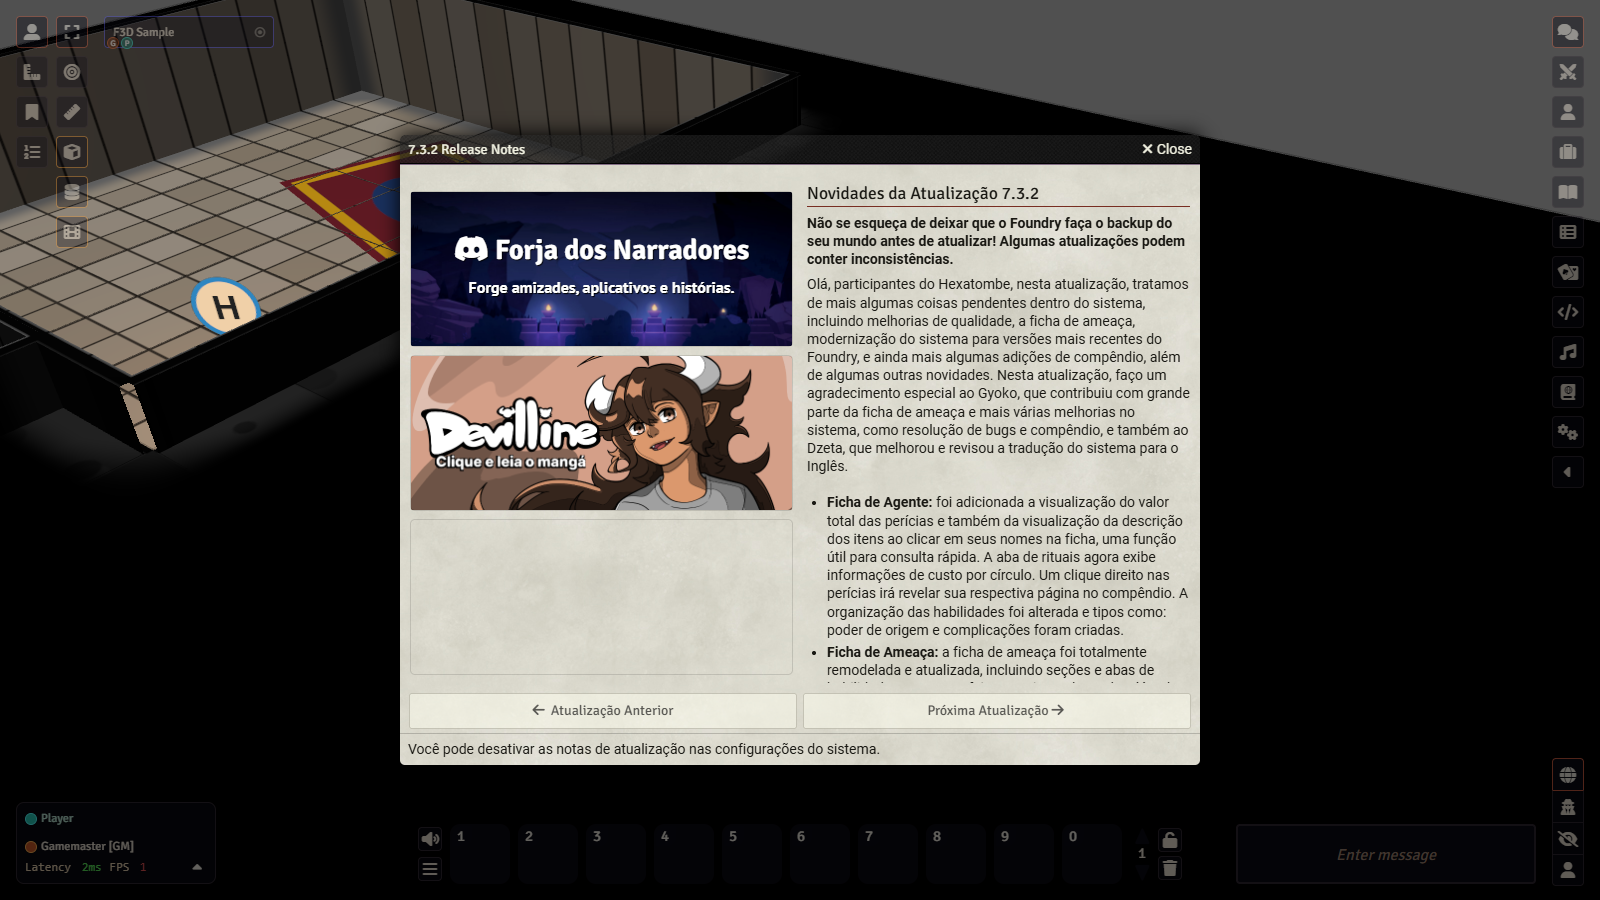 F3D Sample
G P
H
7.3.2 Release Notes
Close
Forja dos Narradores
Forge amizades, aplicativos e histórias.
Devilline
Clique e leia o mangá
Novidades da Atualização 7.3.2
Não se esqueça de deixar que o Foundry faça o backup do
seu mundo antes de atualizar! Algumas atualizações podem
conter inconsistências.
Olá, participantes do Hexatombe, nesta atualização, tratamos
de mais algumas coisas pendentes dentro do sistema,
incluindo melhorias de qualidade, a ficha de ameaça,
modernização do sistema para versões mais recentes do
Foundry, e ainda mais algumas adições de compêndio, além
de algumas outras novidades. Nesta atualização, faço um
agradecimento especial ao Gyoko, que contribuiu com grande
parte da ficha de ameaça e mais várias melhorias no
sistema, como resolução de bugs e compêndio, e também ao
Dzeta, que melhorou e revisou a tradução do sistema para o
Inglês.
• Ficha de Agente: foi adicionada a visualização do valor
total das perícias e também da visualização da descrição
dos itens ao clicar em seus nomes na ficha, uma função
útil para consulta rápida. A aba de rituais agora exibe
informações de custo por círculo. Um clique direito nas
perícias irá revelar sua respectiva página no compêndio. A
organização das habilidades foi alterada e tipos como:
poder de origem e complicações foram criadas.
• Ficha de Ameaça: a ficha de ameaça foi totalmente
remodelada e atualizada, incluindo seções e abas de
Atualização Anterior
Próxima Atualização
Você pode desativar as notas de atualização nas configurações do sistema.
Player
Gamemaster [GM]
Latency 2ms FPS 1
1 2 3 4 5 6 7 8 9 0
1
Enter message